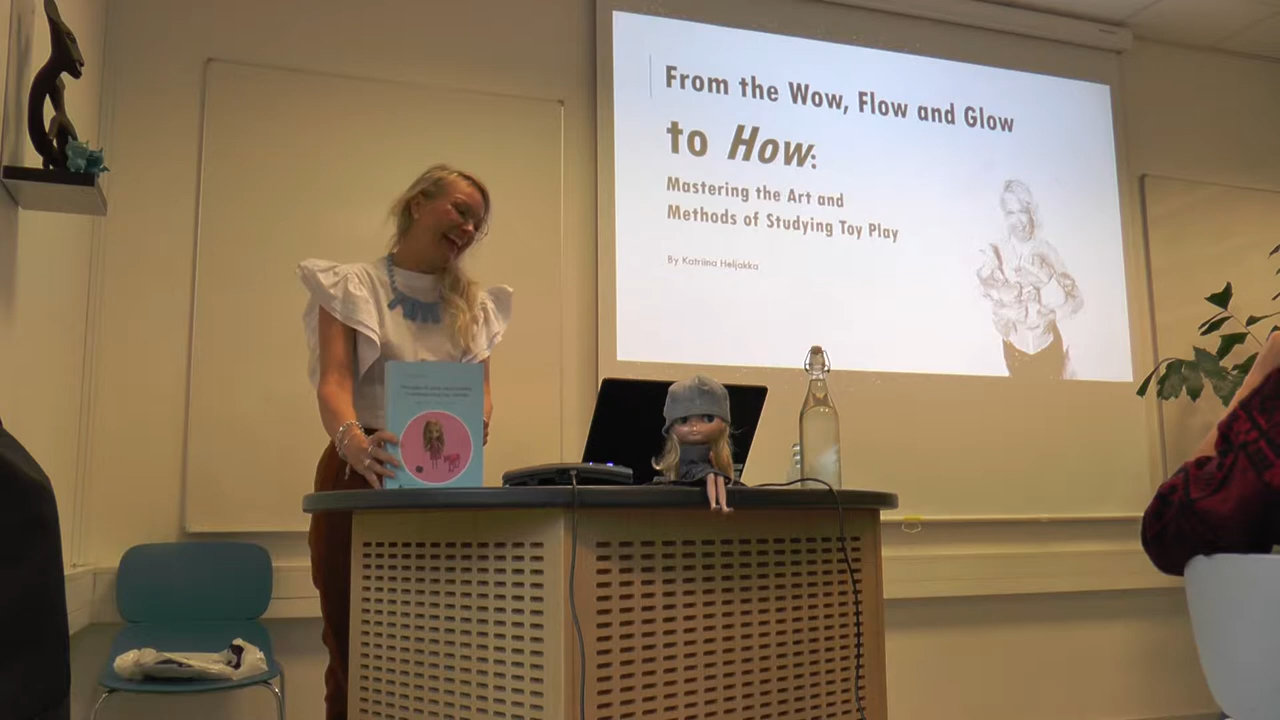 From the Wow, Flow and Glow
to How:
Mastering the Art and
Methods of Studying Toy Play
By Katriina Heljakka